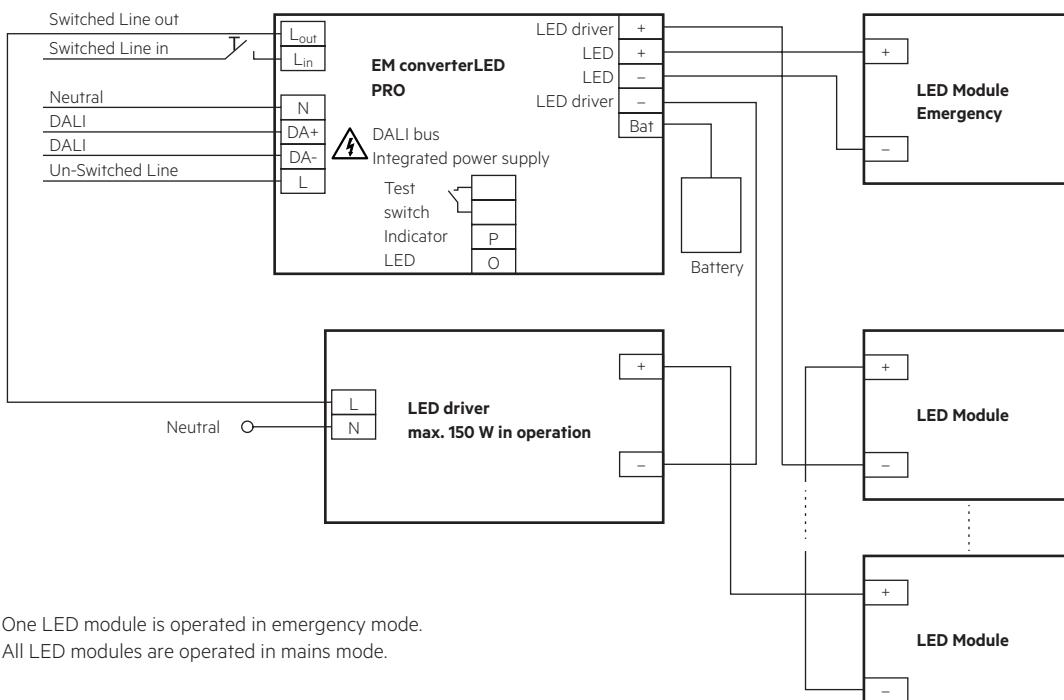 Switched Line out
Switched Line in
Neutral
DALI
DALI
Un-Switched Line
Lout
Lin
N
DA+
DA-
L
EM converterLED
PRO
DALI bus
Integrated power supply
Test
switch
Indicator
LED
P
O
LED driver +
LED +
LED –
LED driver –
Bat
Battery
+
–
LED Module
Emergency
Neutral
L
N
LED driver
max. 150 W in operation
+
–
+
LED Module
–
+
LED Module
–
One LED module is operated in emergency mode.
All LED modules are operated in mains mode.